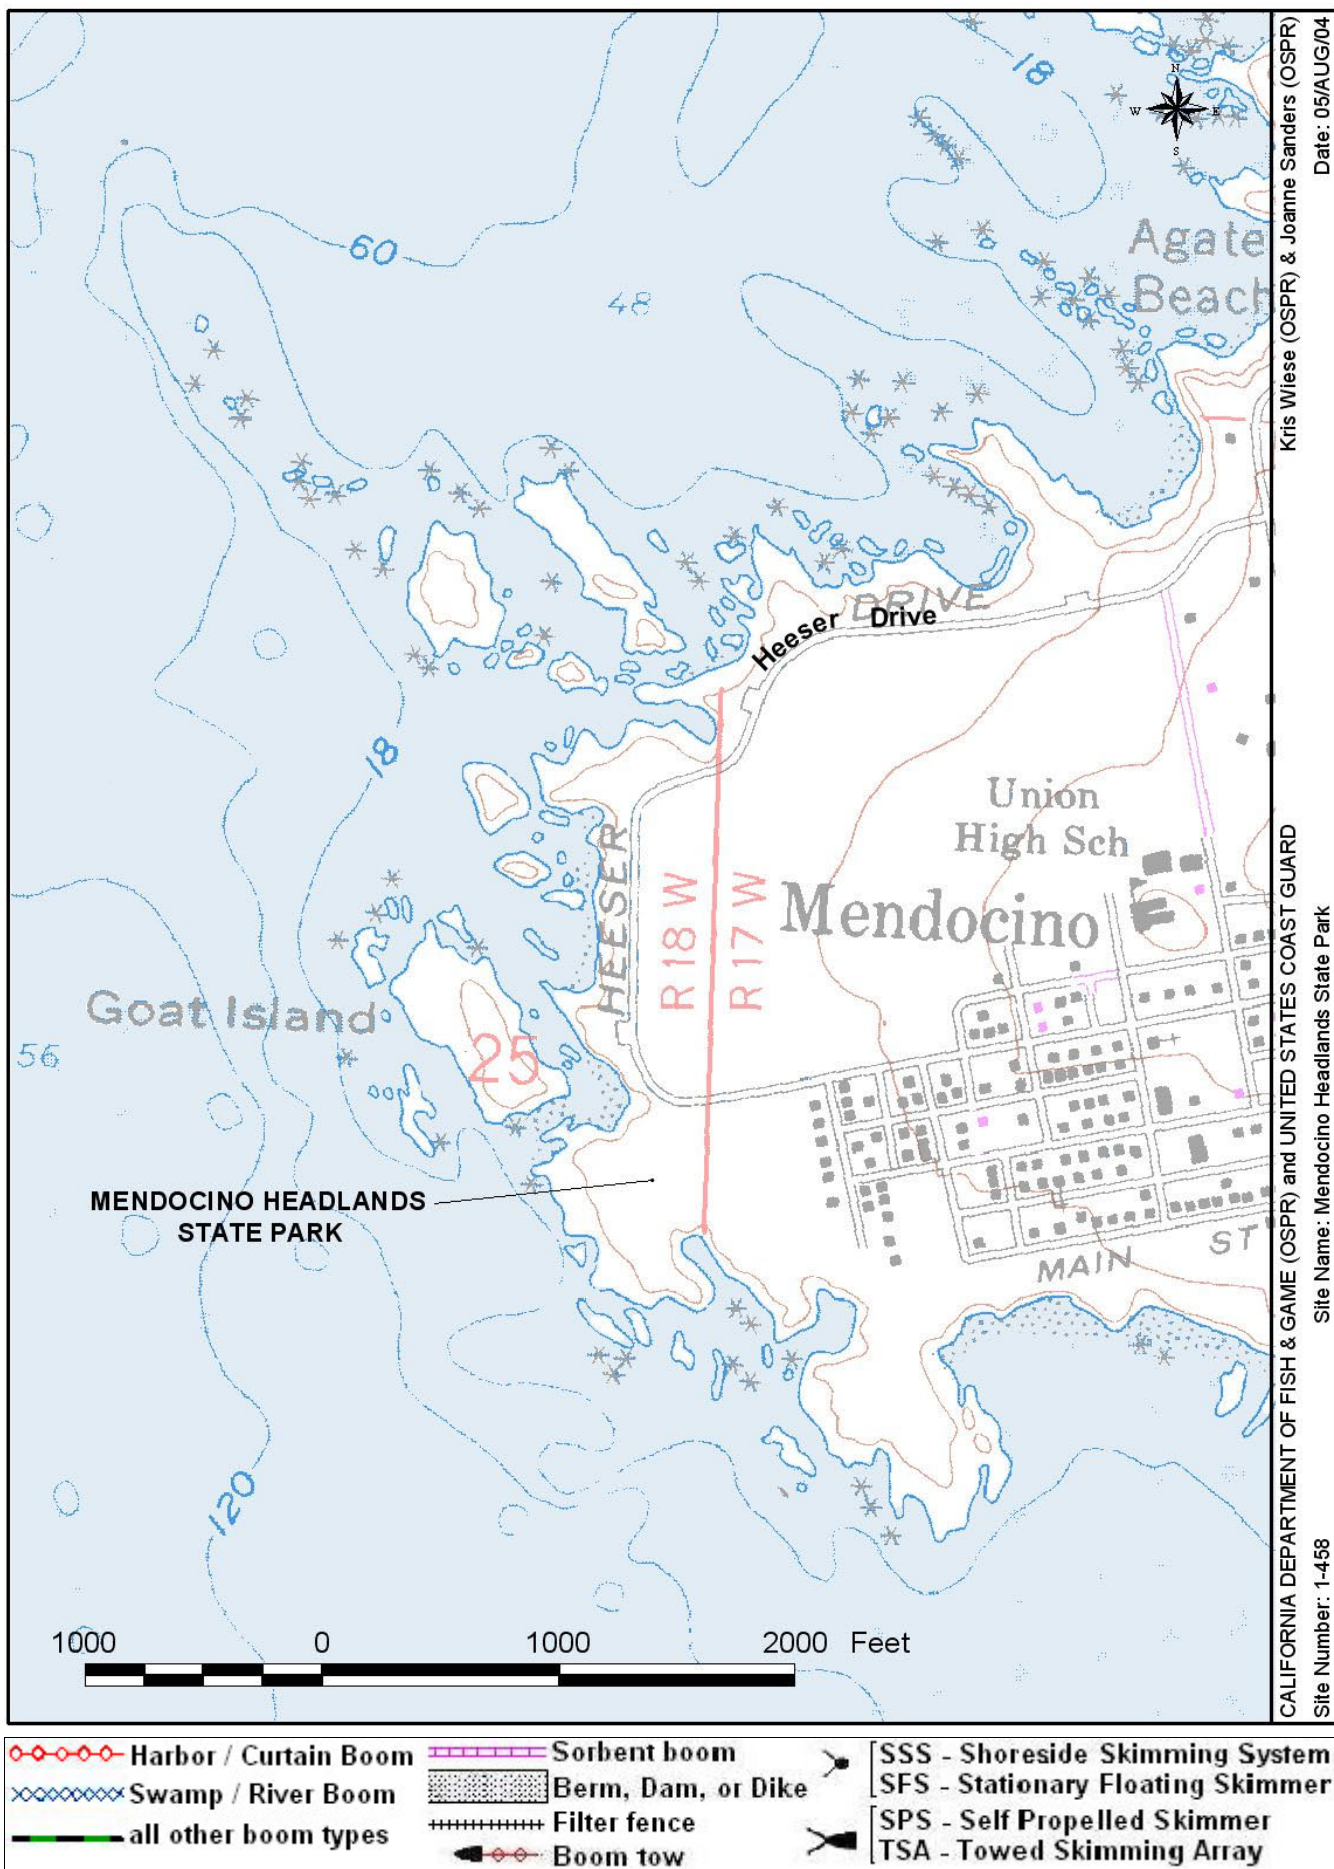 18
N
W E
S
Agate
Beach
60
48
DRIVE
Heeser Drive
18
Union
High Sch
HEESER
R18 W
R17 W
Mendocino
Goat Island
25
56
MENDOCINO HEADLANDS
STATE PARK
MAIN ST
120
1000 0 1000 2000 Feet
CALIFORNIA DEPARTMENT OF FISH & GAME (OSPR) and UNITED STATES COAST GUARD
Kris Wiese (OSPR) & Joanne Sanders (OSPR)
Site Number: 1-458
Site Name: Mendocino Headlands State Park
Date: 05/AUG/04
Harbor / Curtain Boom
Swamp / River Boom
all other boom types
Sorbent boom
Berm, Dam, or Dike
Filter fence
Boom tow
SSS - Shoreside Skimming System
SFS - Stationary Floating Skimmer
SPS - Self Propelled Skimmer
TSA - Towed Skimming Array